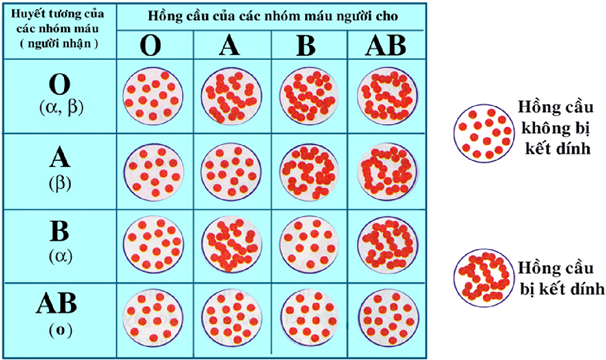 Huyết tương của
các nhóm máu
( người nhận )
Hồng cầu của các nhóm máu người cho
O A B AB
O
(α, β)
A
(β)
B
(α)
AB
(o)
Hồng cầu
không bị
kết dính
Hồng cầu
bị kết dính